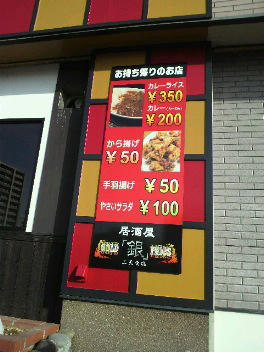 お持ち帰りのお店
カレーライス
¥350
カレー
¥200
から揚げ
¥50
手羽揚げ ¥50
やさいサラダ ¥100
居酒屋
「銀」